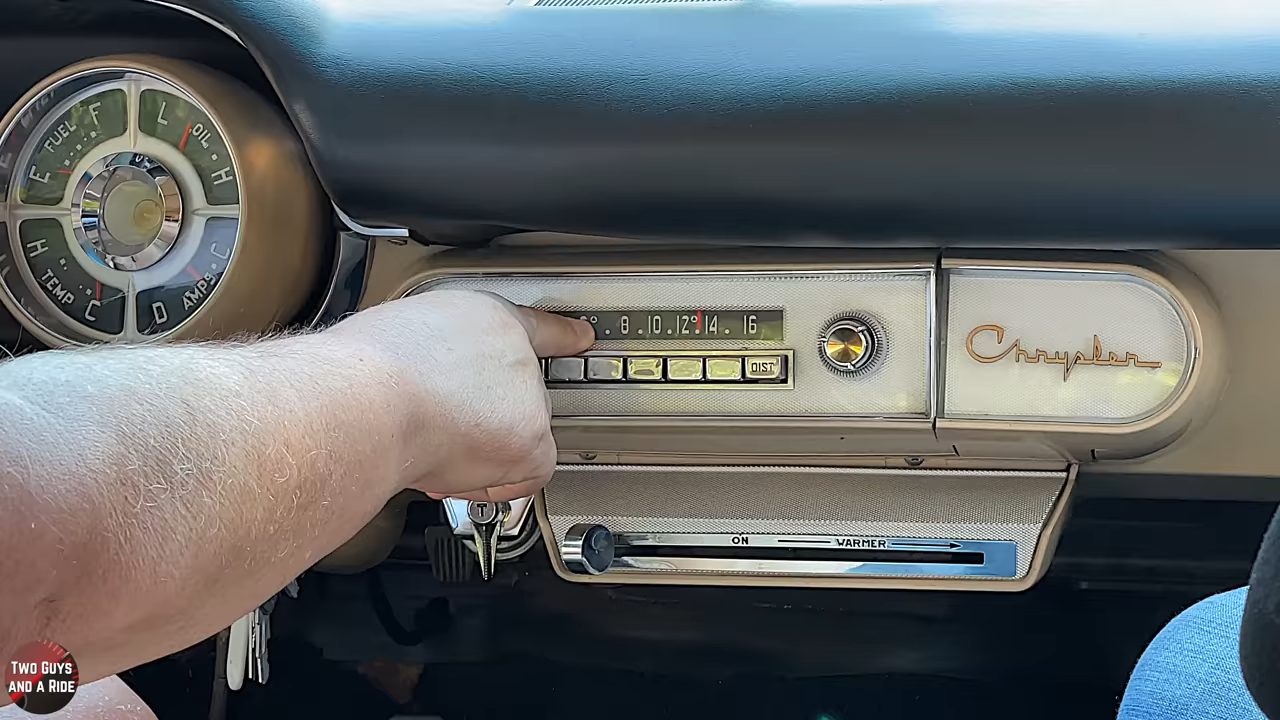 FUEL
E F
L OIL H
H TEMP C
D AMPS C
8 10 12 14 16
DIST
Chrysler
T
ON WARMER
TWO GUYS
AND A RIDE